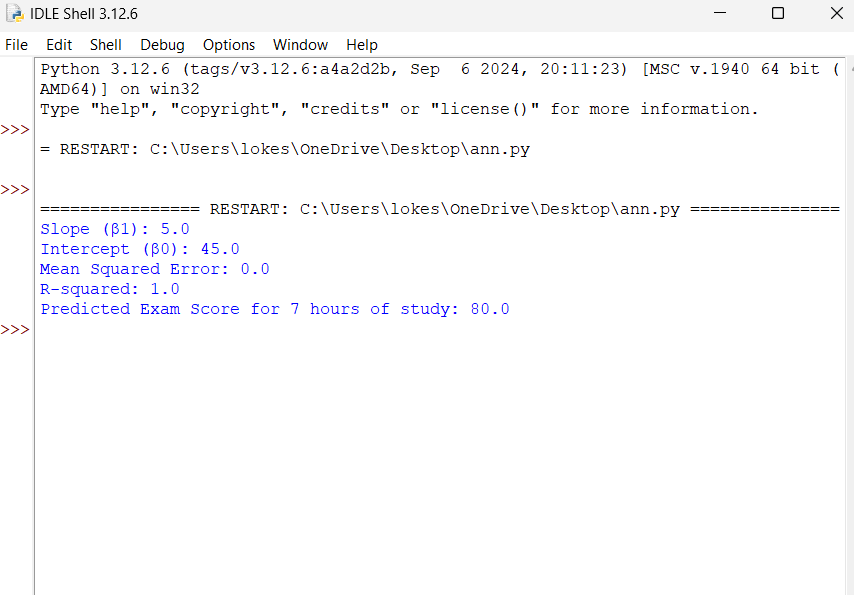 IDLE Shell 3.12.6
File Edit Shell Debug Options Window Help
Python 3.12.6 (tags/v3.12.6:a4a2d2b, Sep  6 2024, 20:11:23) [MSC v.1940 64 bit (
AMD64)] on win32
Type "help", "copyright", "credits" or "license()" for more information.
>>>
= RESTART: C:\Users\lokes\OneDrive\Desktop\ann.py
>>>
================ RESTART: C:\Users\lokes\OneDrive\Desktop\ann.py ===============
Slope (β1): 5.0
Intercept (β0): 45.0
Mean Squared Error: 0.0
R-squared: 1.0
Predicted Exam Score for 7 hours of study: 80.0
>>>